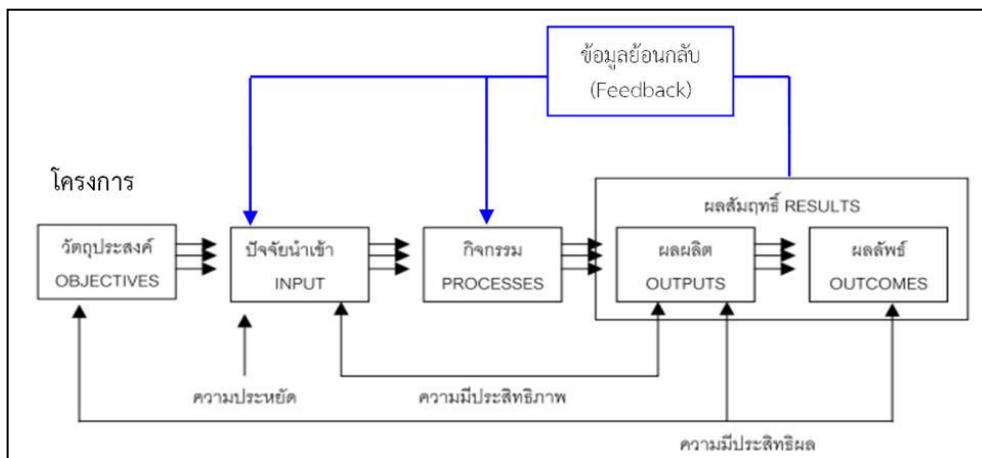 ข้อมูลย้อนกลับ
(Feedback)
โครงการ
ผลสัมฤทธิ์ RESULTS
วัตถุประสงค์
OBJECTIVES
ปัจจัยนำเข้า
INPUT
กิจกรรม
PROCESSES
ผลผลิต
OUTPUTS
ผลลัพธ์
OUTCOMES
ความประหยัด
ความมีประสิทธิภาพ
ความมีประสิทธิผล